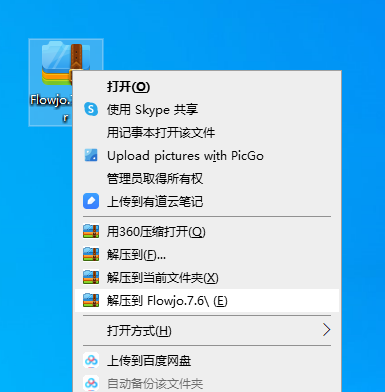 Flowjo.7
r
打开(O)
使用 Skype 共享
用记事本打开该文件
Upload pictures with PicGo
管理员取得所有权
上传到有道云笔记
用360压缩打开(Q)
解压到(F)...
解压到当前文件夹(X)
解压到 Flowjo.7.6\ (E)
打开方式(H)
上传到百度网盘
自动备份该文件夹